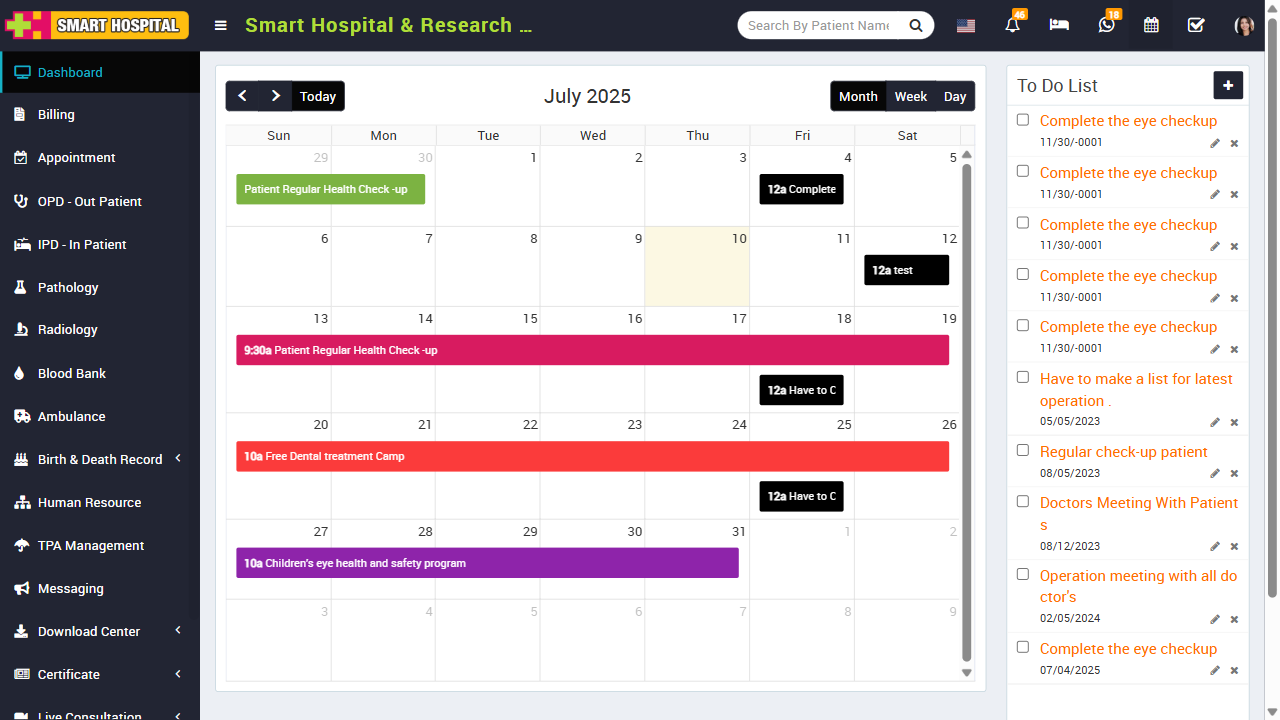 SMART HOSPITAL
Smart Hospital & Research ...
Search By Patient Name
46
18
Dashboard
Billing
Appointment
OPD - Out Patient
IPD - In Patient
Pathology
Radiology
Blood Bank
Ambulance
Birth & Death Record
Human Resource
TPA Management
Messaging
Download Center
Certificate
Live Consultation
Today
July 2025
Month Week Day
Sun Mon Tue Wed Thu Fri Sat
29 30 1 2 3 4 5
Patient Regular Health Check -up
12a Complete
6 7 8 9 10 11 12
12a test
13 14 15 16 17 18 19
9:30a Patient Regular Health Check -up
12a Have to C
20 21 22 23 24 25 26
10a Free Dental treatment Camp
12a Have to C
27 28 29 30 31 1 2
10a Children's eye health and safety program
3 4 5 6 7 8 9
To Do List
Complete the eye checkup
11/30/-0001
Complete the eye checkup
11/30/-0001
Complete the eye checkup
11/30/-0001
Complete the eye checkup
11/30/-0001
Complete the eye checkup
11/30/-0001
Have to make a list for latest
operation .
05/05/2023
Regular check-up patient
08/05/2023
Doctors Meeting With Patient
s
08/12/2023
Operation meeting with all do
ctor's
02/05/2024
Complete the eye checkup
07/04/2025